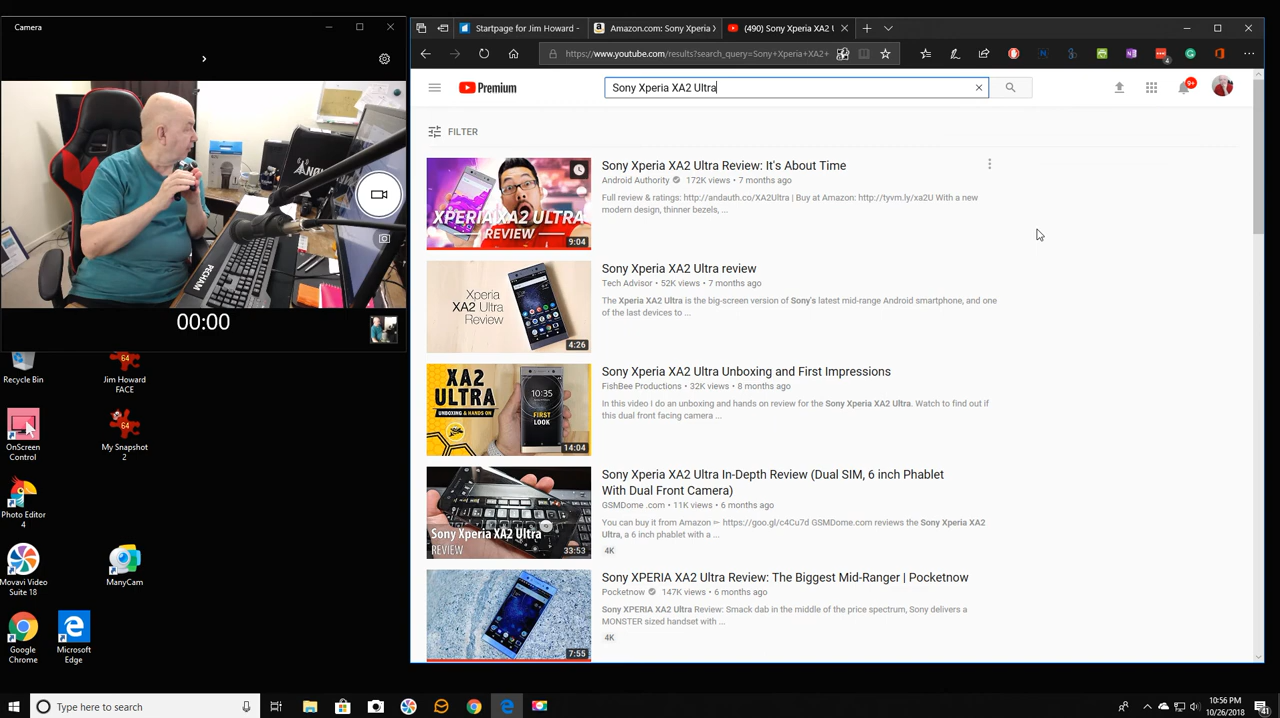 Camera
00:00
Recycle Bin
Jim Howard
FACE
OnScreen
Control
My Snapshot
2
Photo Editor
4
Movavi Video
Suite 18
ManyCam
Google
Chrome
Microsoft
Edge
Startpage for Jim Howard -
Amazon.com: Sony Xperia X
(490) Sony Xperia XA2 U
https://www.youtube.com/results?search_query=Sony+Xperia+XA2+
Premium
Sony Xperia XA2 Ultra
9+
FILTER
XPERIA XA2 ULTRA
REVIEW
9:04
Sony Xperia XA2 Ultra Review: It's About Time
Android Authority 172K views • 7 months ago
Full review & ratings: http://andauth.co/XA2Ultra | Buy at Amazon: http://tyvm.ly/xa2U With a new
modern design, thinner bezels, ...
Xperia
XA2 Ultra
Review
4:26
Sony Xperia XA2 Ultra review
Tech Advisor • 52K views • 7 months ago
The Xperia XA2 Ultra is the big-screen version of Sony's latest mid-range Android smartphone, and one
of the last devices to ...
XA2
ULTRA
UNBOXING & HANDS ON
10:35
FIRST
LOOK
14:04
Sony Xperia XA2 Ultra Unboxing and First Impressions
FishBee Productions • 32K views • 8 months ago
In this video I do an unboxing and hands on review for the Sony Xperia XA2 Ultra. Watch to find out if
this dual front facing camera ...
Sony Xperia XA2 Ultra
REVIEW
33:53
Sony Xperia XA2 Ultra In-Depth Review (Dual SIM, 6 inch Phablet
With Dual Front Camera)
GSMDome .com • 11K views • 6 months ago
You can buy it from Amazon ► https://goo.gl/c4Cu7d GSMDome.com reviews the Sony Xperia XA2
Ultra, a 6 inch phablet with a ...
4K
7:55
Sony XPERIA XA2 Ultra Review: The Biggest Mid-Ranger | Pocketnow
Pocketnow 147K views • 6 months ago
Sony XPERIA XA2 Ultra Review: Smack dab in the middle of the price spectrum, Sony delivers a
MONSTER sized handset with ...
4K
Type here to search
10:56 PM
10/26/2018
41